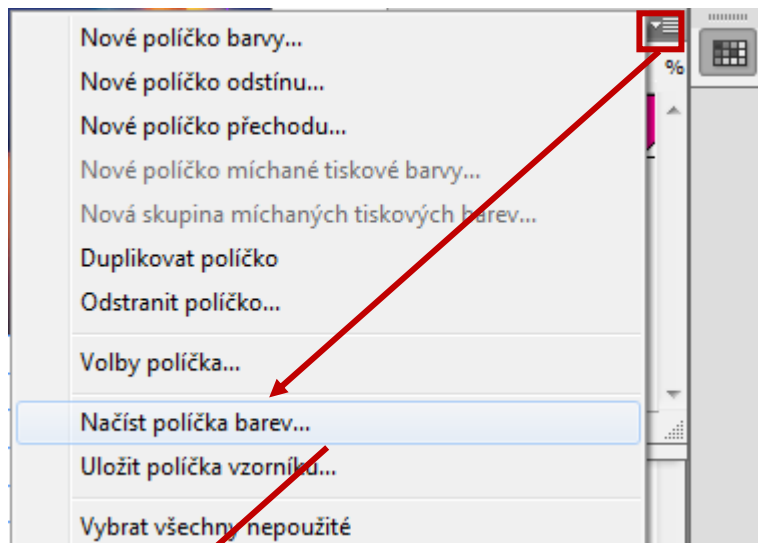 Nové políčko barvy...
%
Nové políčko odstínu...
Nové políčko přechodu...
Nové políčko míchané tiskové barvy...
Nová skupina míchaných tiskových barev...
Duplikovat políčko
Odstranit políčko...
Volby políčka...
Načíst políčka barev...
Uložit políčka vzorníku...
Vybrat všechny nepoužité